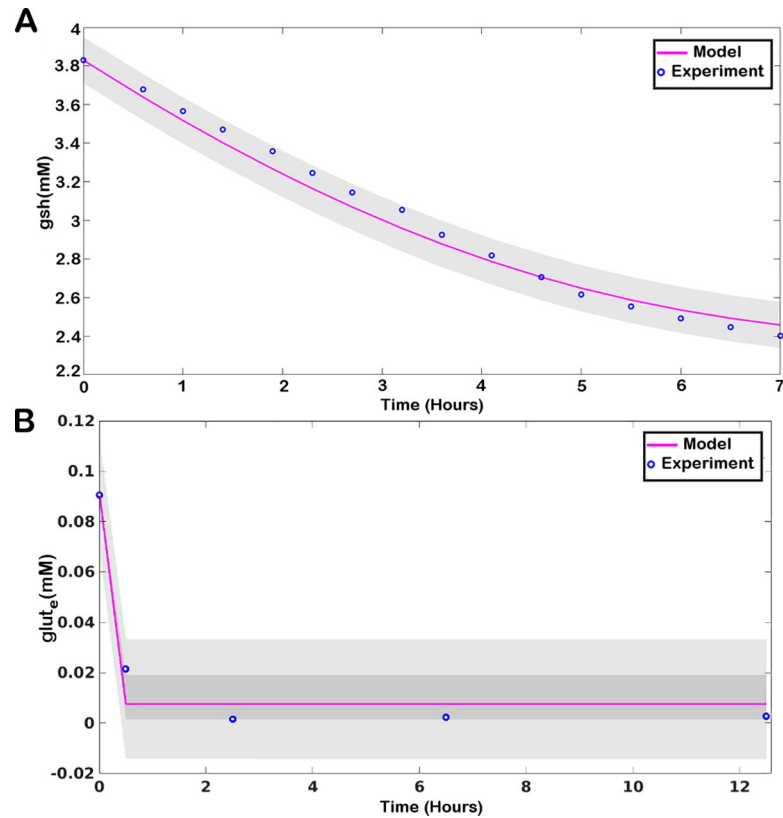 A
4
3.8
3.6
3.4
3.2
3
2.8
2.6
2.4
2.2
gsh(mM)
Model
Experiment
0 1 2 3 4 5 6 7
Time (Hours)
B
0.12
0.1
0.08
0.06
0.04
0.02
0
-0.02
glute(mM)
Model
Experiment
0 2 4 6 8 10 12
Time (Hours)